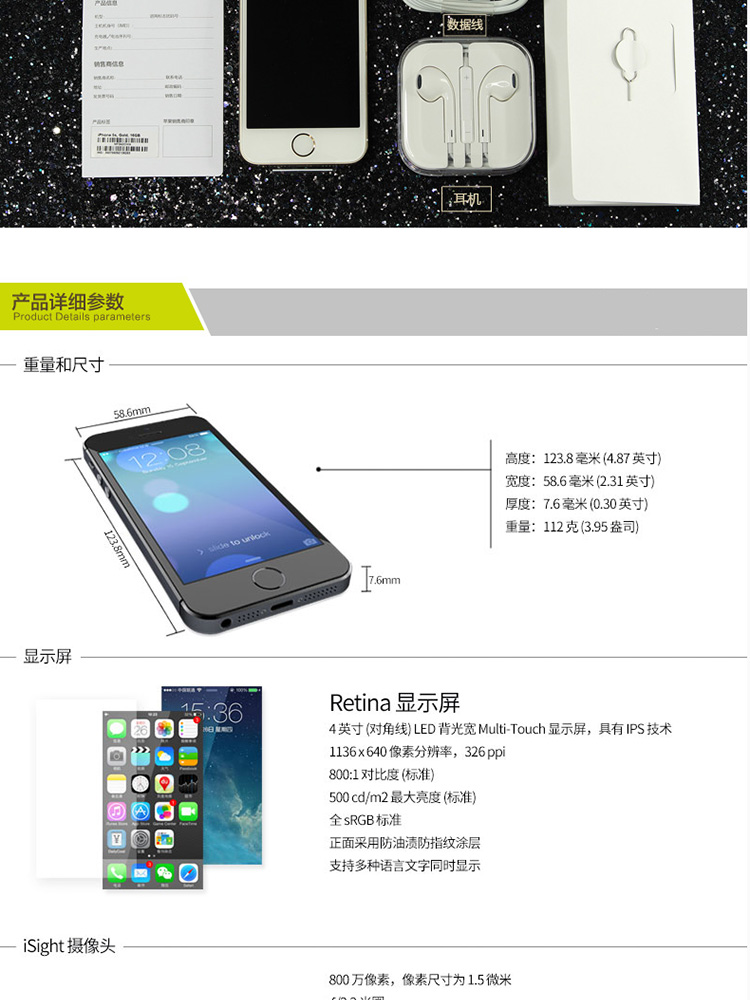 产品信息
销售商信息
产品标签
iPhone 5s, Gold, 16GB
数据线
耳机
产品详细参数
Product Details parameters
重量和尺寸
58.6mm
123.8mm
7.6mm
12:08
slide to unlock
高度：123.8 毫米 (4.87 英寸)
宽度：58.6 毫米 (2.31 英寸)
厚度：7.6 毫米 (0.30 英寸)
重量：112 克 (3.95 盎司)
显示屏
Retina 显示屏
4 英寸 (对角线) LED 背光宽 Multi-Touch 显示屏，具有 IPS 技术
1136 x 640 像素分辨率，326 ppi
800:1 对比度 (标准)
500 cd/m2 最大亮度 (标准)
全 sRGB 标准
正面采用防油渍防指纹涂层
支持多种语言文字同时显示
iSight 摄像头
800 万像素，像素尺寸为 1.5 微米